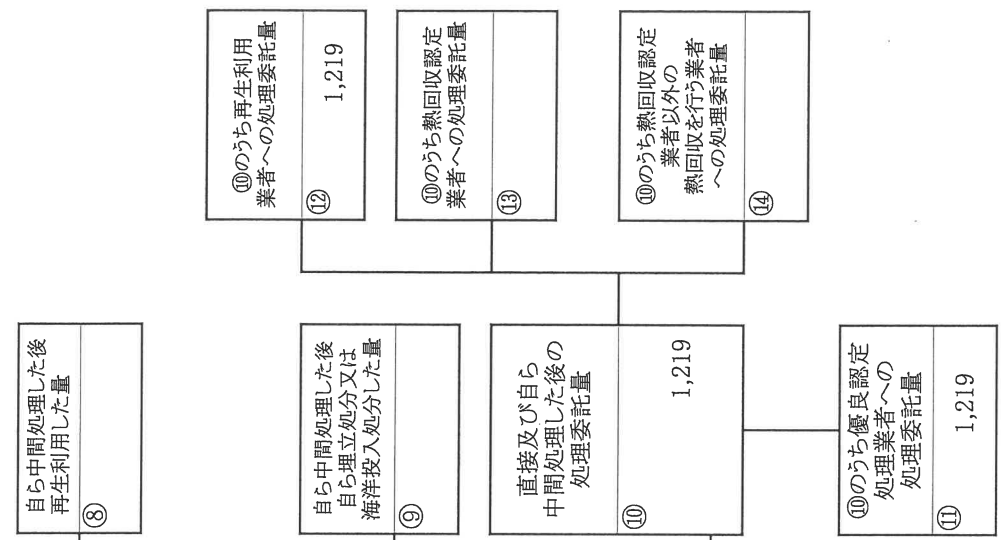 自ら中間処理した後
再生利用した量
⑧
自ら中間処理した後
自ら埋立処分又は
海洋投入処分した量
⑨
直接及び自ら
中間処理した後の
処理委託量
⑩
1,219
⑩のうち優良認定
処理業者への
処理委託量
⑪
1,219
⑩のうち再生利用
業者への処理委託量
⑫
1,219
⑩のうち熱回収認定
業者への処理委託量
⑬
⑩のうち熱回収認定
業者以外の
熱回収を行う業者
への処理委託量
⑭